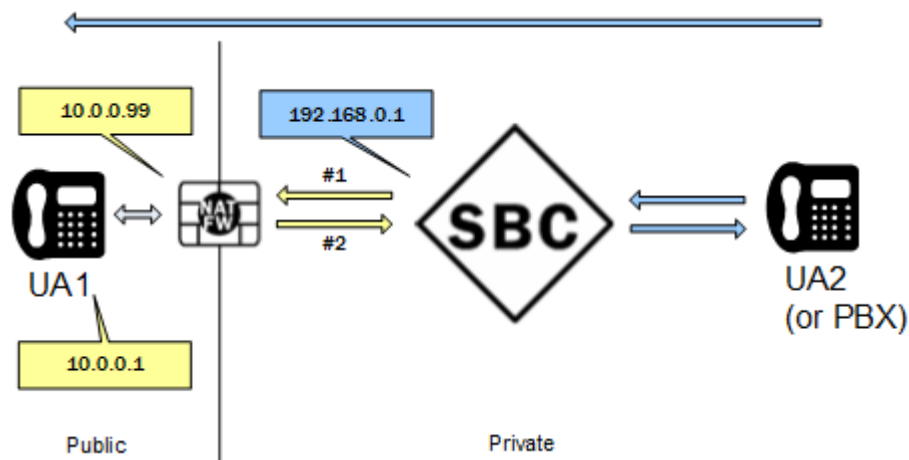 10.0.0.99
192.168.0.1
#1
NAT
FW
SBC
#2
UA1
UA2
(or PBX)
10.0.0.1
Public
Private